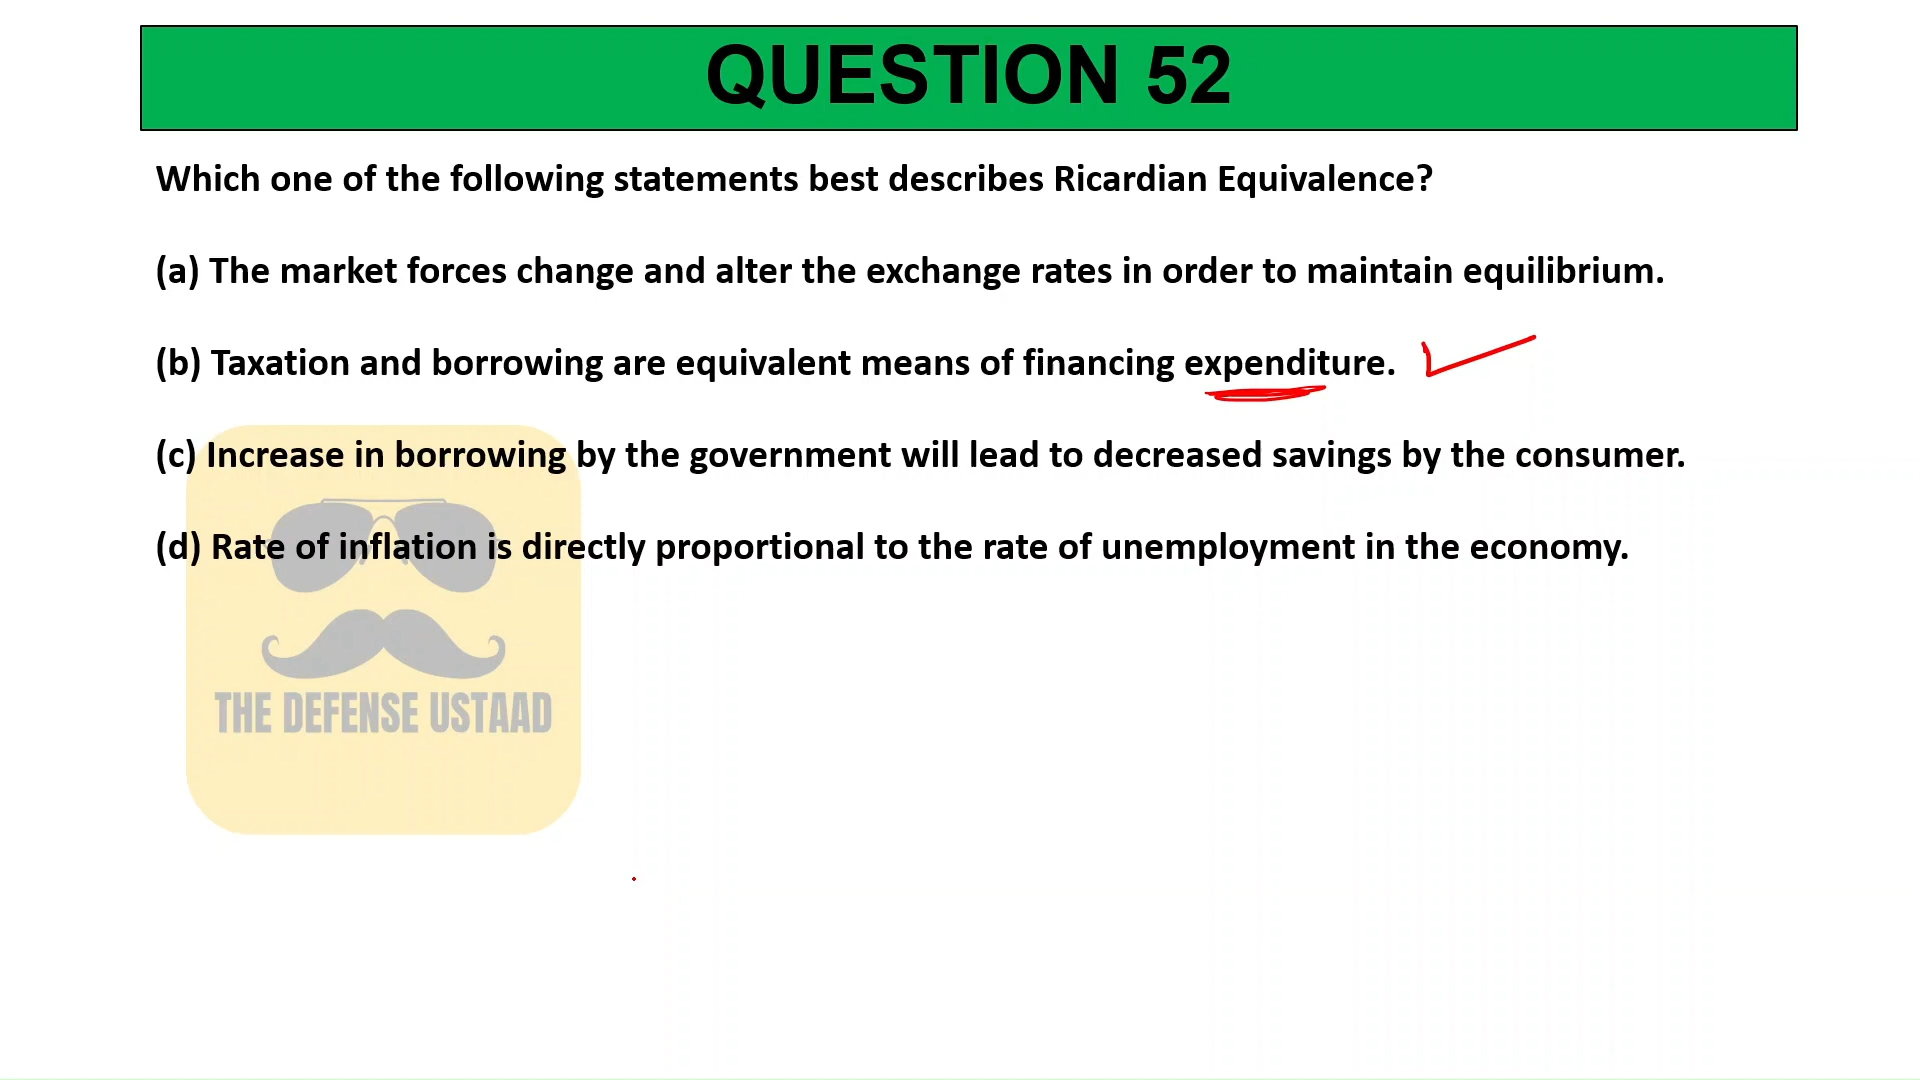 QUESTION 52
Which one of the following statements best describes Ricardian Equivalence?
(a) The market forces change and alter the exchange rates in order to maintain equilibrium.
(b) Taxation and borrowing are equivalent means of financing expenditure.
(c) Increase in borrowing by the government will lead to decreased savings by the consumer.
(d) Rate of inflation is directly proportional to the rate of unemployment in the economy.
THE DEFENSE USTAAD